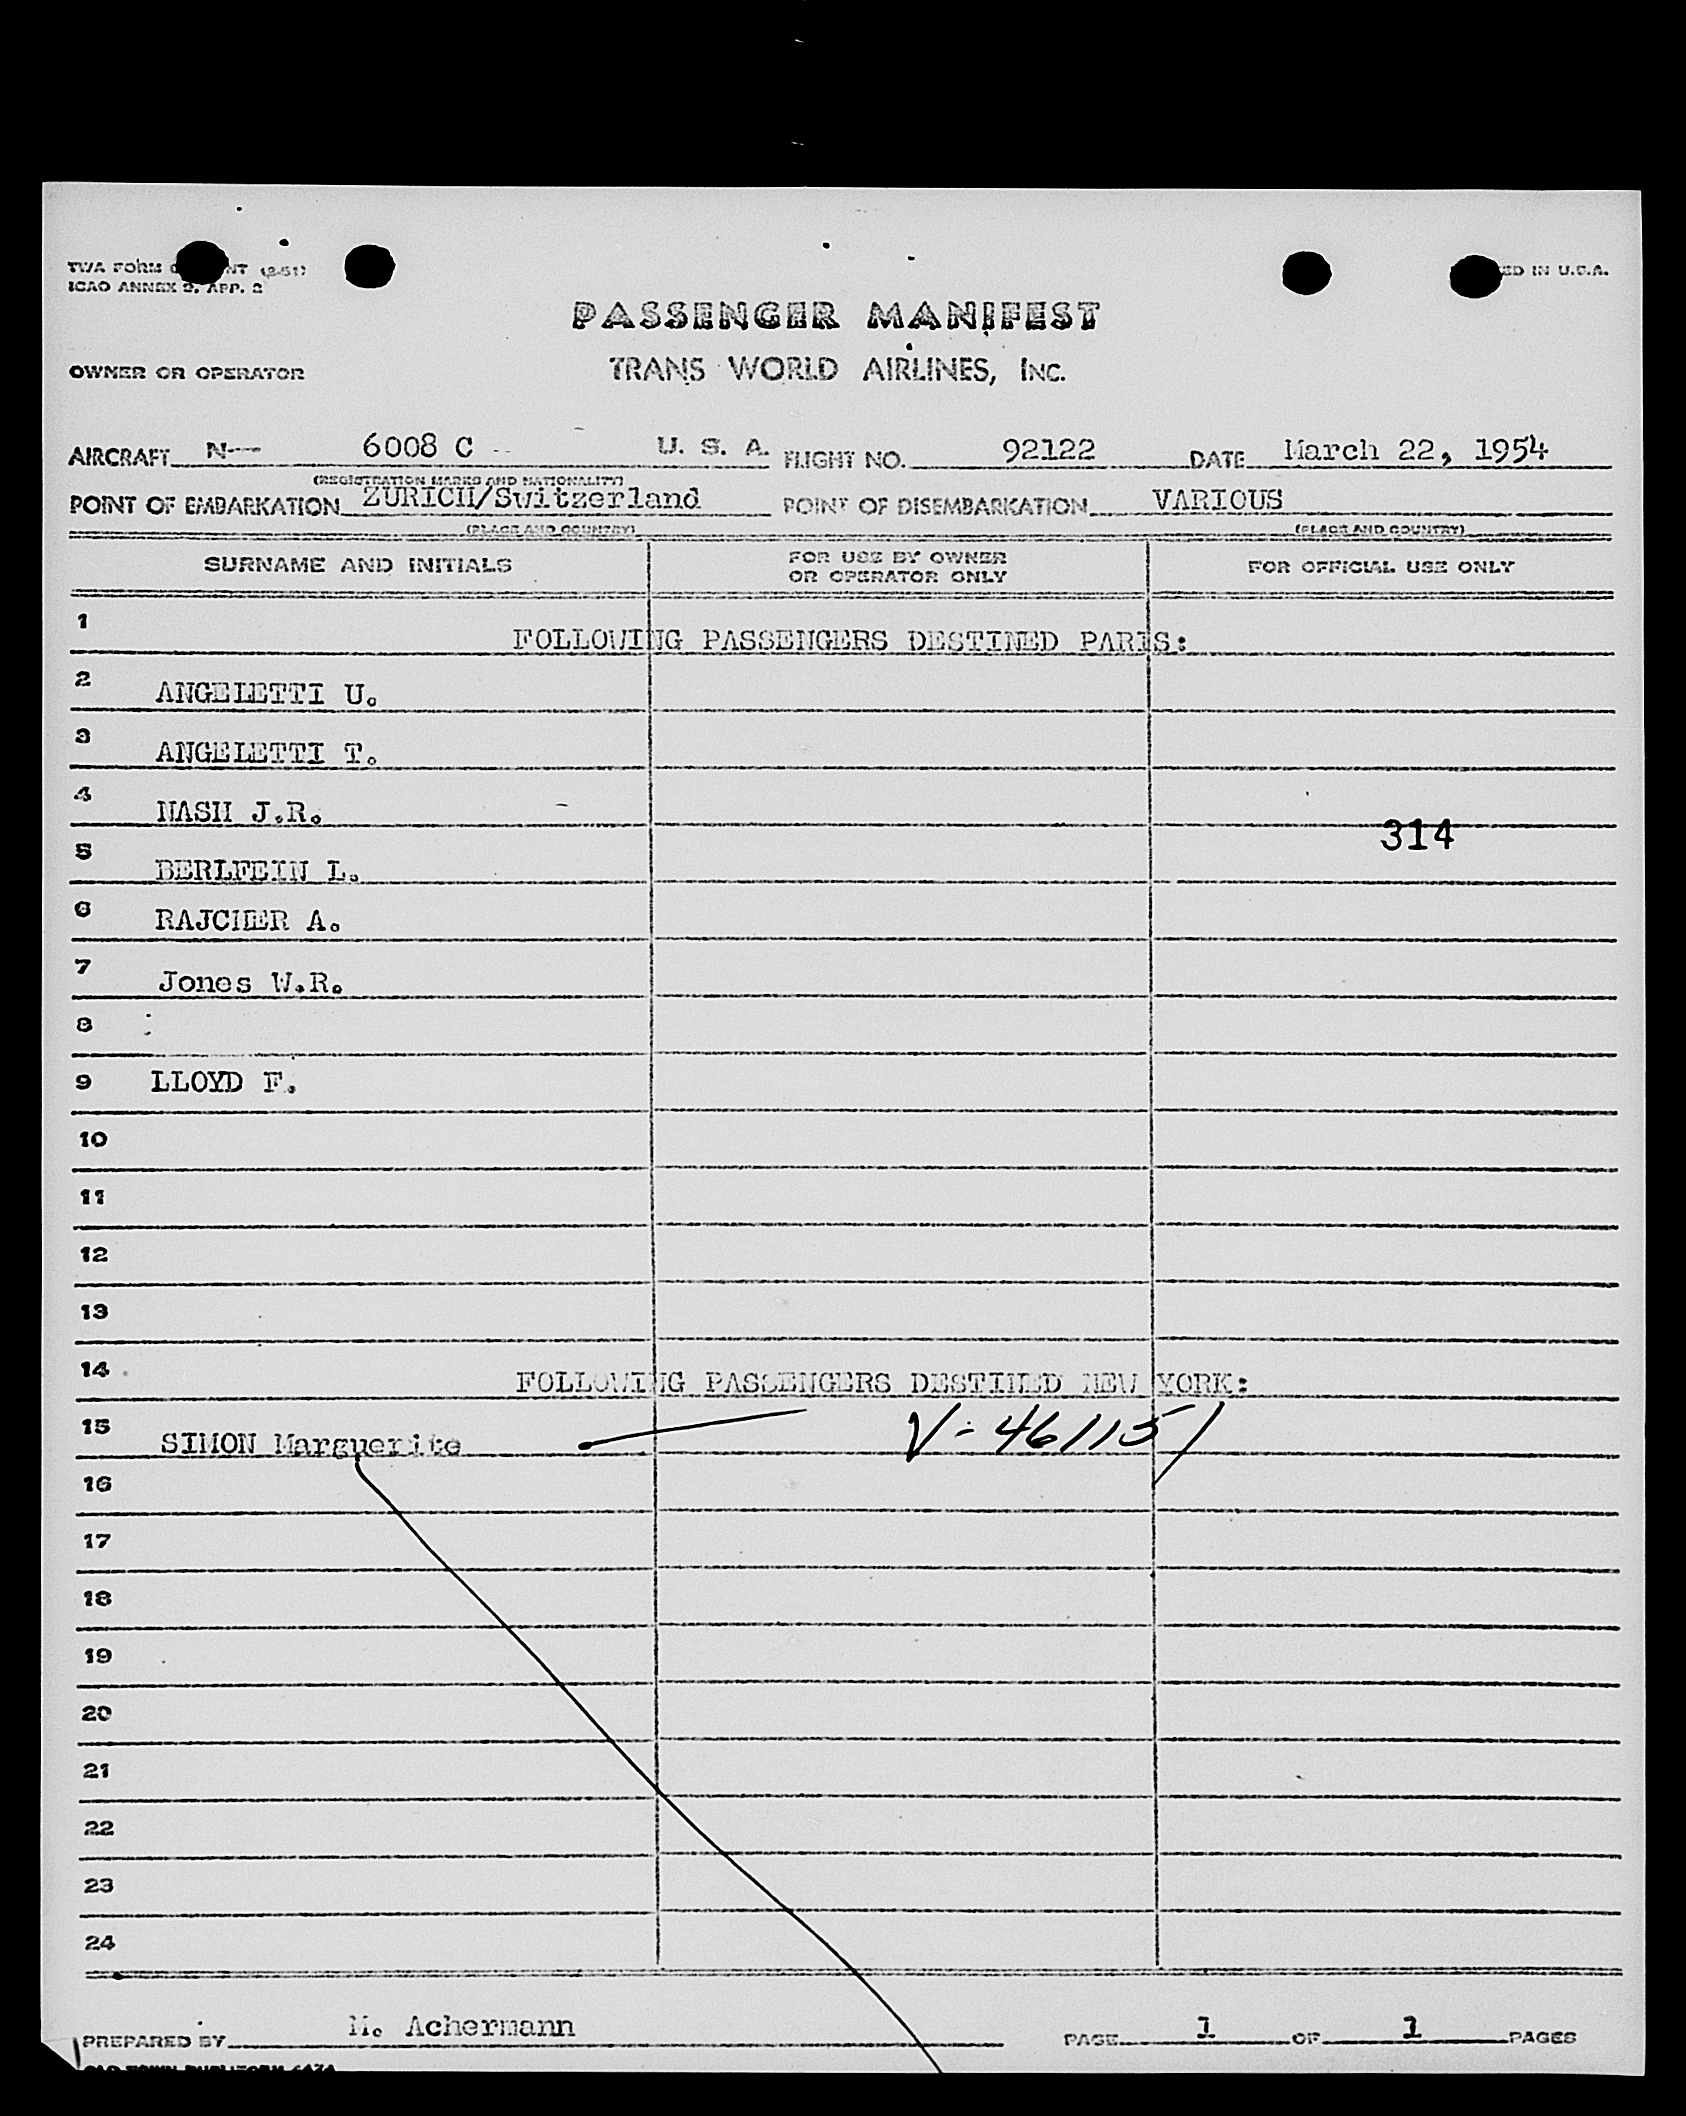 TWA FORM NT (2-51)
ICAO ANNEX 9, APP. 2
ED IN U.S.A.
PASSENGER MANIFEST
OWNER OR OPERATOR TRANS WORLD AIRLINES, INC.
AIRCRAFT N-- 6008 C U. S. A. FLIGHT NO. 92122 DATE March 22, 1954
(REGISTRATION MARKS AND NATIONALITY)
POINT OF EMBARKATION ZURICH/Switzerland POINT OF DISEMBARKATION VARIOUS
(PLACE AND COUNTRY) (PLACE AND COUNTRY)
SURNAME AND INITIALS FOR USE BY OWNER OR OPERATOR ONLY FOR OFFICIAL USE ONLY
1 FOLLOWING PASSENGERS DESTINED PARIS:
2 ANGELETTI U.
3 ANGELETTI T.
4 NASH J.R.
314
5 BERLFEIN L.
6 RAJCHER A.
7 Jones W.R.
8
9 LLOYD F.
10
11
12
13
14 FOLLOWING PASSENGERS DESTINED NEW YORK:
15 SIMON Marguerite V-461151
16
17
18
19
20
21
22
23
24
PREPARED BY M. Achermann PAGE 1 OF 1 PAGES